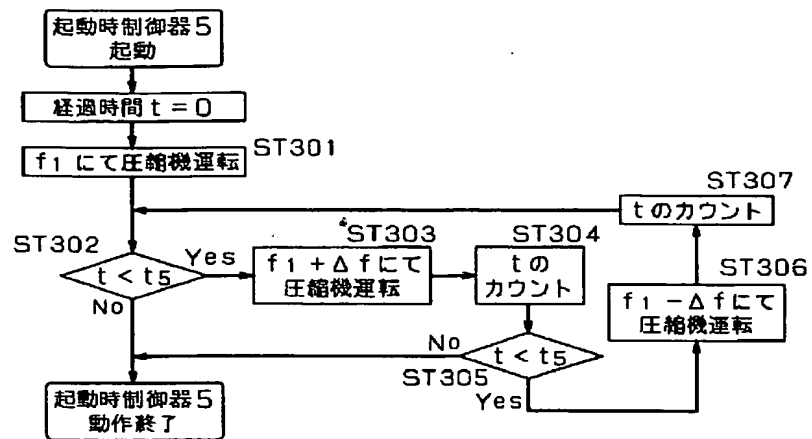 起動時制御器5
起動
経過時間t=0
f1にて圧縮機運転
ST301
ST302
t<t5
Yes
No
ST303
f1+Δfにて
圧縮機運転
ST304
tの
カウント
ST305
t<t5
No
Yes
ST306
f1-Δfにて
圧縮機運転
ST307
tのカウント
起動時制御器5
動作終了